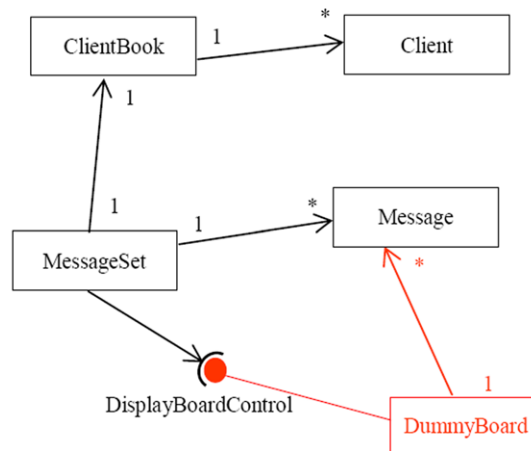 ClientBook
1
*
Client
1
1
1
*
Message
MessageSet
*
DisplayBoardControl
1
DummyBoard